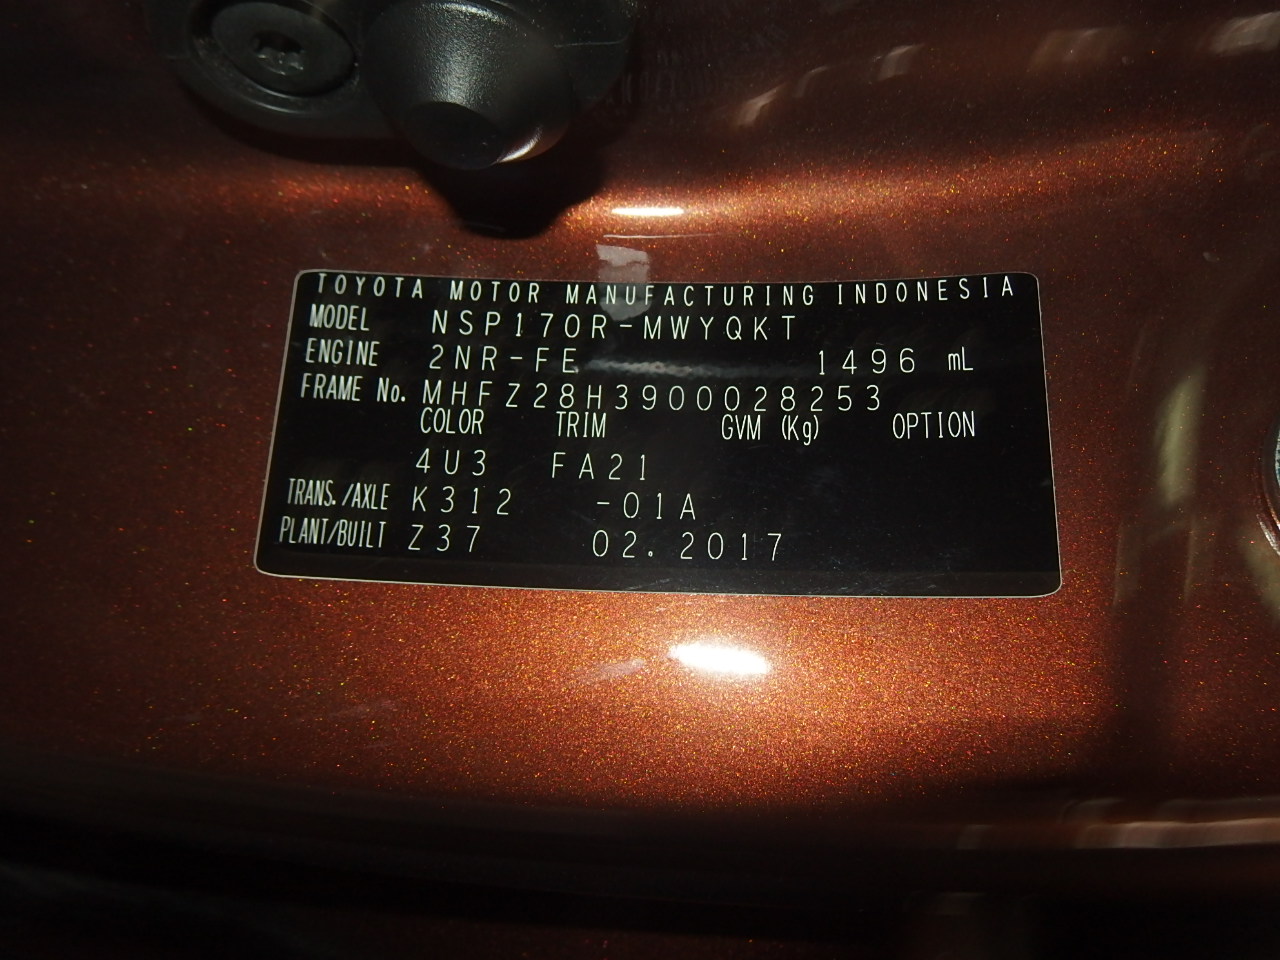 TOYOTA MOTOR MANUFACTURING INDONESIA
MODEL NSP170R-MWYQKT
ENGINE 2NR-FE 1496 mL
FRAME No. MHFZ28H3900028253
COLOR TRIM GVM (Kg) OPTION
4U3 FA21
TRANS./AXLE K312 -01A
PLANT/BUILT Z37 02.2017